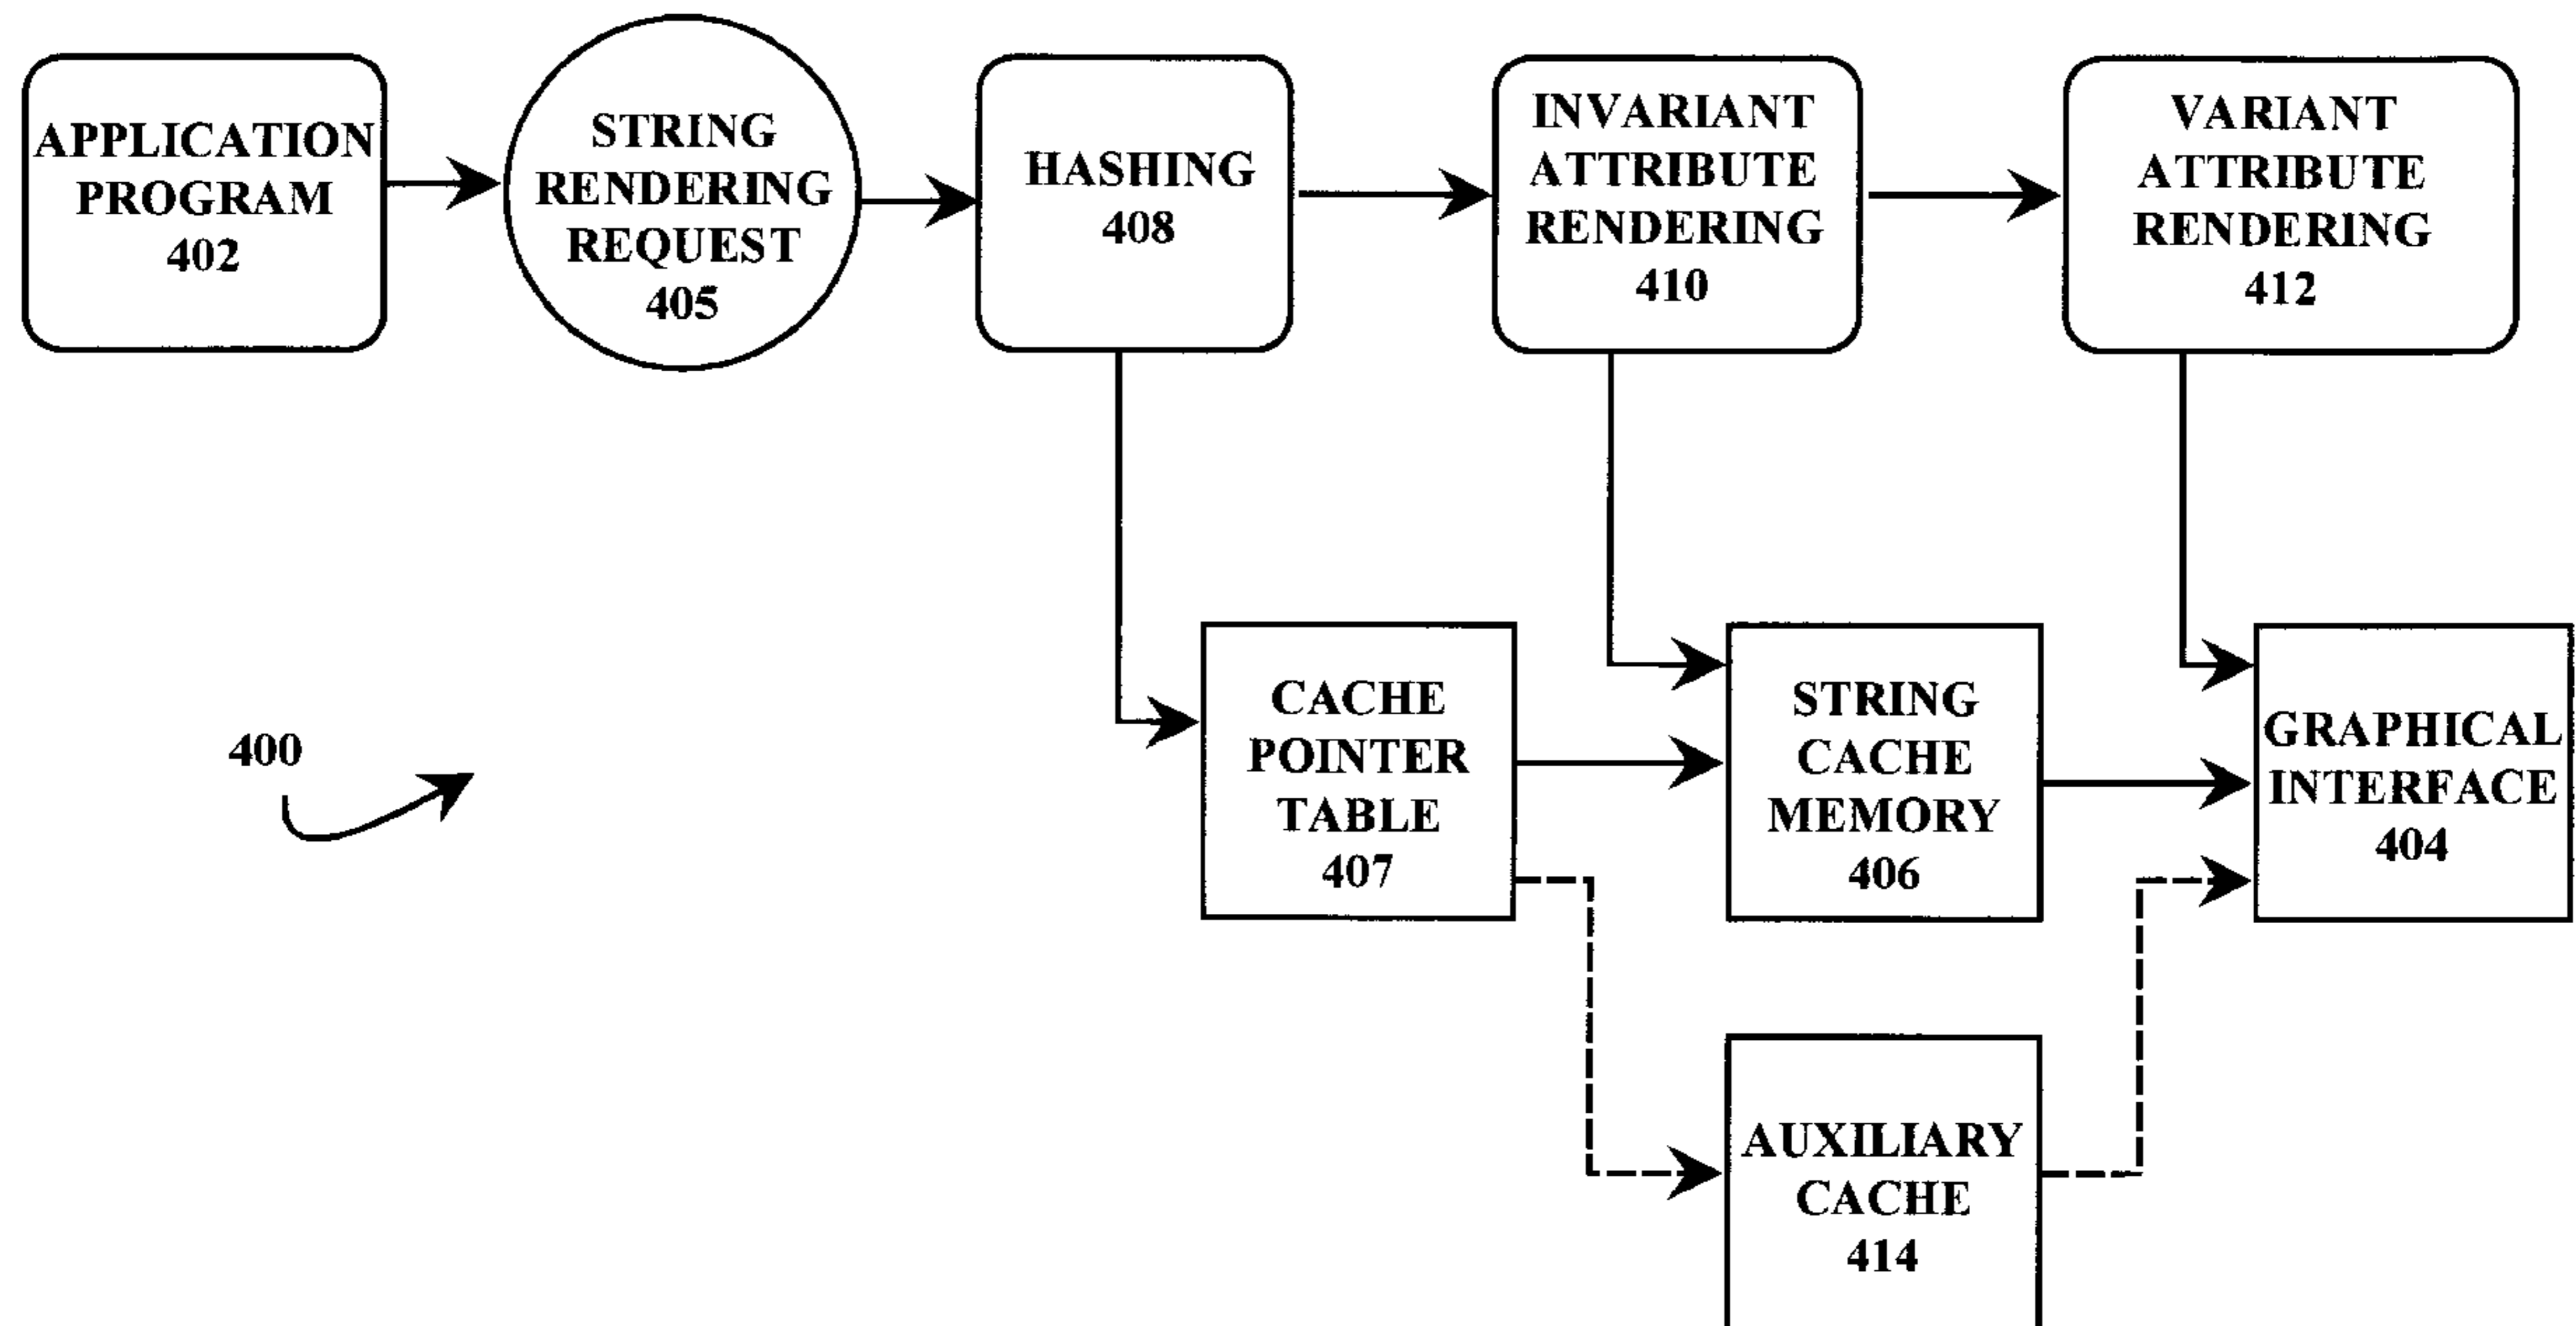 APPLICATION
PROGRAM
402
STRING
RENDERING
REQUEST
405
HASHING
408
INVARIANT
ATTRIBUTE
RENDERING
410
VARIANT
ATTRIBUTE
RENDERING
412
400
CACHE
POINTER
TABLE
407
STRING
CACHE
MEMORY
406
GRAPHICAL
INTERFACE
404
AUXILIARY
CACHE
414